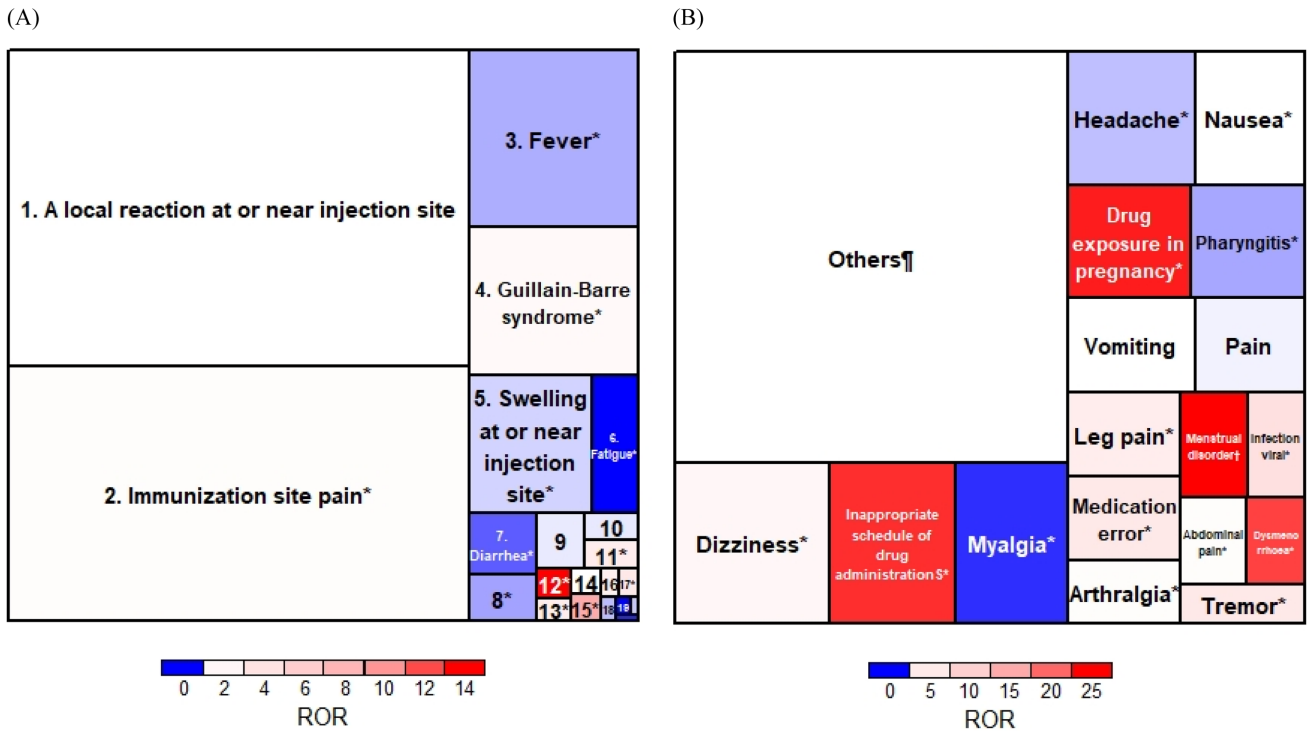 (A)
1. A local reaction at or near injection site
2. Immunization site pain*
3. Fever*
4. Guillain-Barre
syndrome*
5. Swelling
at or near
injection
site*
6.
Fatigue*
7.
Diarrhea*
8*
9
10
11*
12*
13*
14
15*
16
17*
18
19
0 2 4 6 8 10 12 14
ROR
(B)
Others¶
Dizziness*
Inappropriate
schedule of
drug
administration$*
Myalgia*
Headache*
Nausea*
Drug
exposure in
pregnancy*
Pharyngitis*
Vomiting
Pain
Leg pain*
Menstrual
disorder†
Infection
viral*
Medication
error*
Abdominal
pain*
Dysmeno
rrhoea*
Arthralgia*
Tremor*
0 5 10 15 20 25
ROR